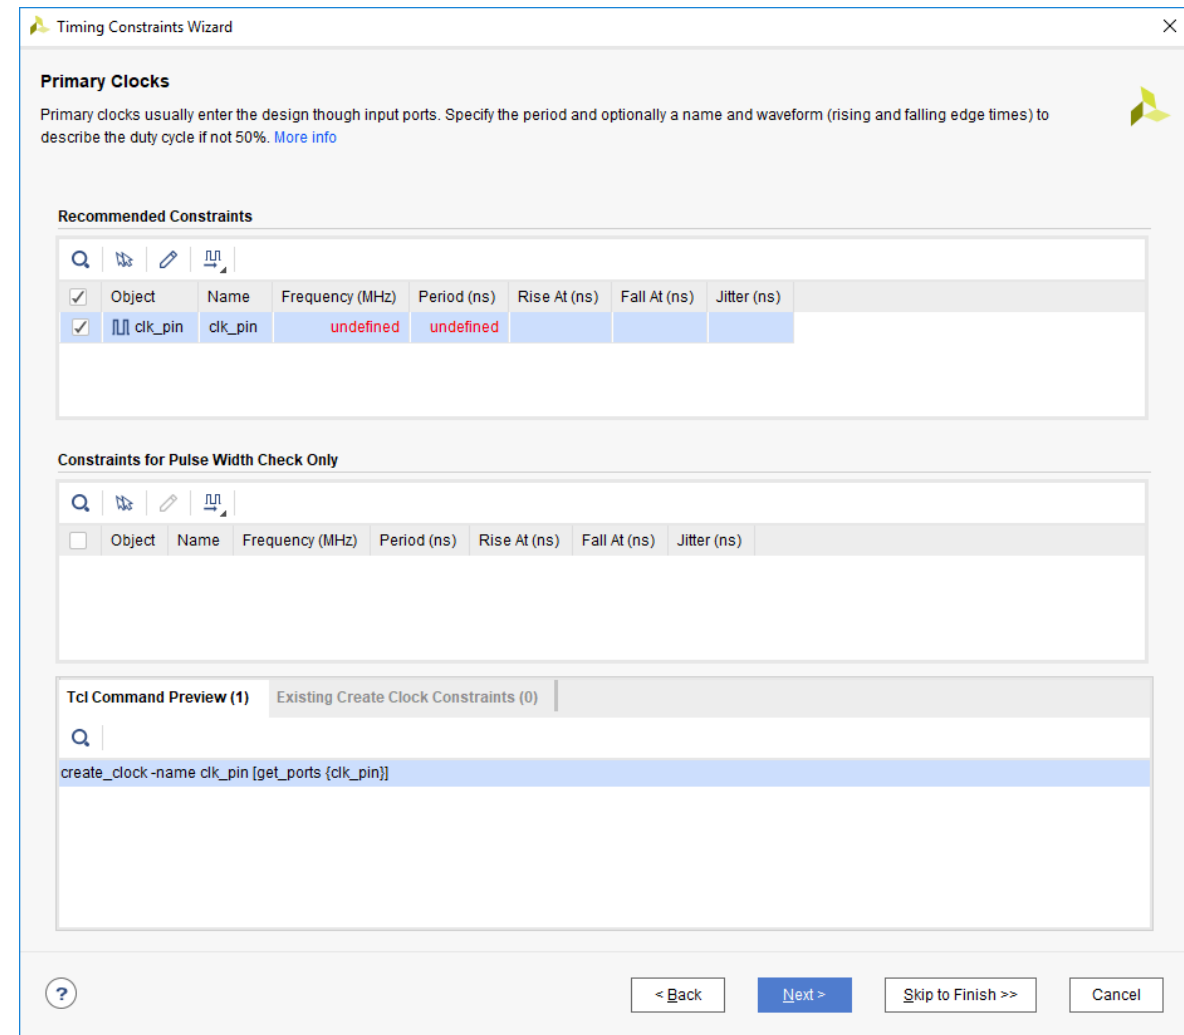 Timing Constraints Wizard
Primary Clocks
Primary clocks usually enter the design though input ports. Specify the period and optionally a name and waveform (rising and falling edge times) to
describe the duty cycle if not 50%. More info
Recommended Constraints
Object Name Frequency (MHz) Period (ns) Rise At (ns) Fall At (ns) Jitter (ns)
clk_pin clk_pin undefined undefined
Constraints for Pulse Width Check Only
Object Name Frequency (MHz) Period (ns) Rise At (ns) Fall At (ns) Jitter (ns)
Tcl Command Preview (1) Existing Create Clock Constraints (0)
create_clock -name clk_pin [get_ports {clk_pin}]
? < Back Next > Skip to Finish >> Cancel